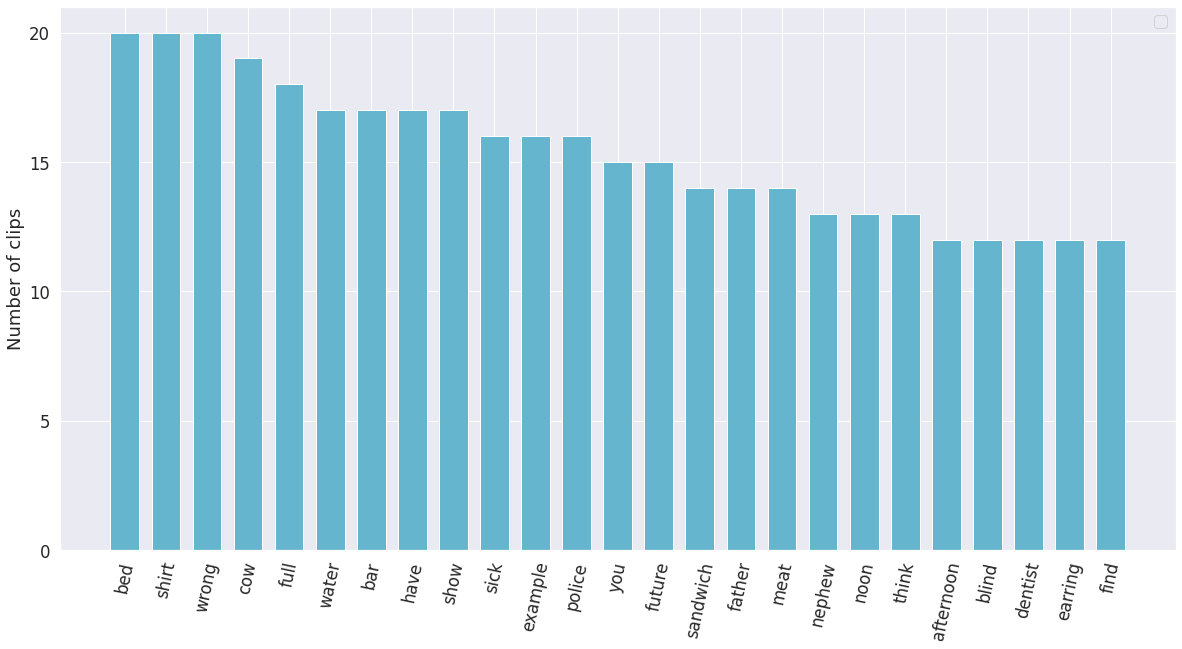 20
15
10
5
0
Number of clips
bed
shirt
wrong
cow
full
water
bar
have
show
sick
example
police
you
future
sandwich
father
meat
nephew
noon
think
afternoon
blind
dentist
earring
find